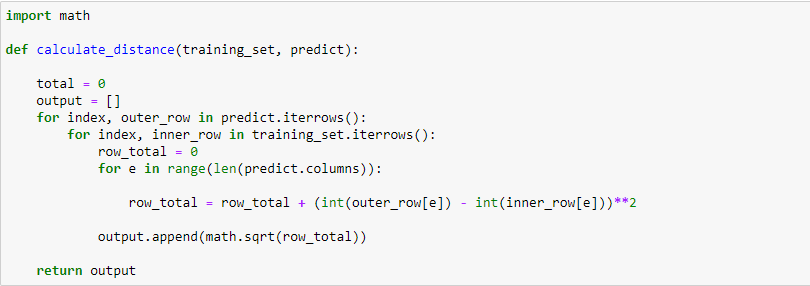 import math
def calculate_distance(training_set, predict):
    total = 0
    output = []
    for index, outer_row in predict.iterrows():
        for index, inner_row in training_set.iterrows():
            row_total = 0
            for e in range(len(predict.columns)):
                row_total = row_total + (int(outer_row[e]) - int(inner_row[e]))**2
            output.append(math.sqrt(row_total))
    return output